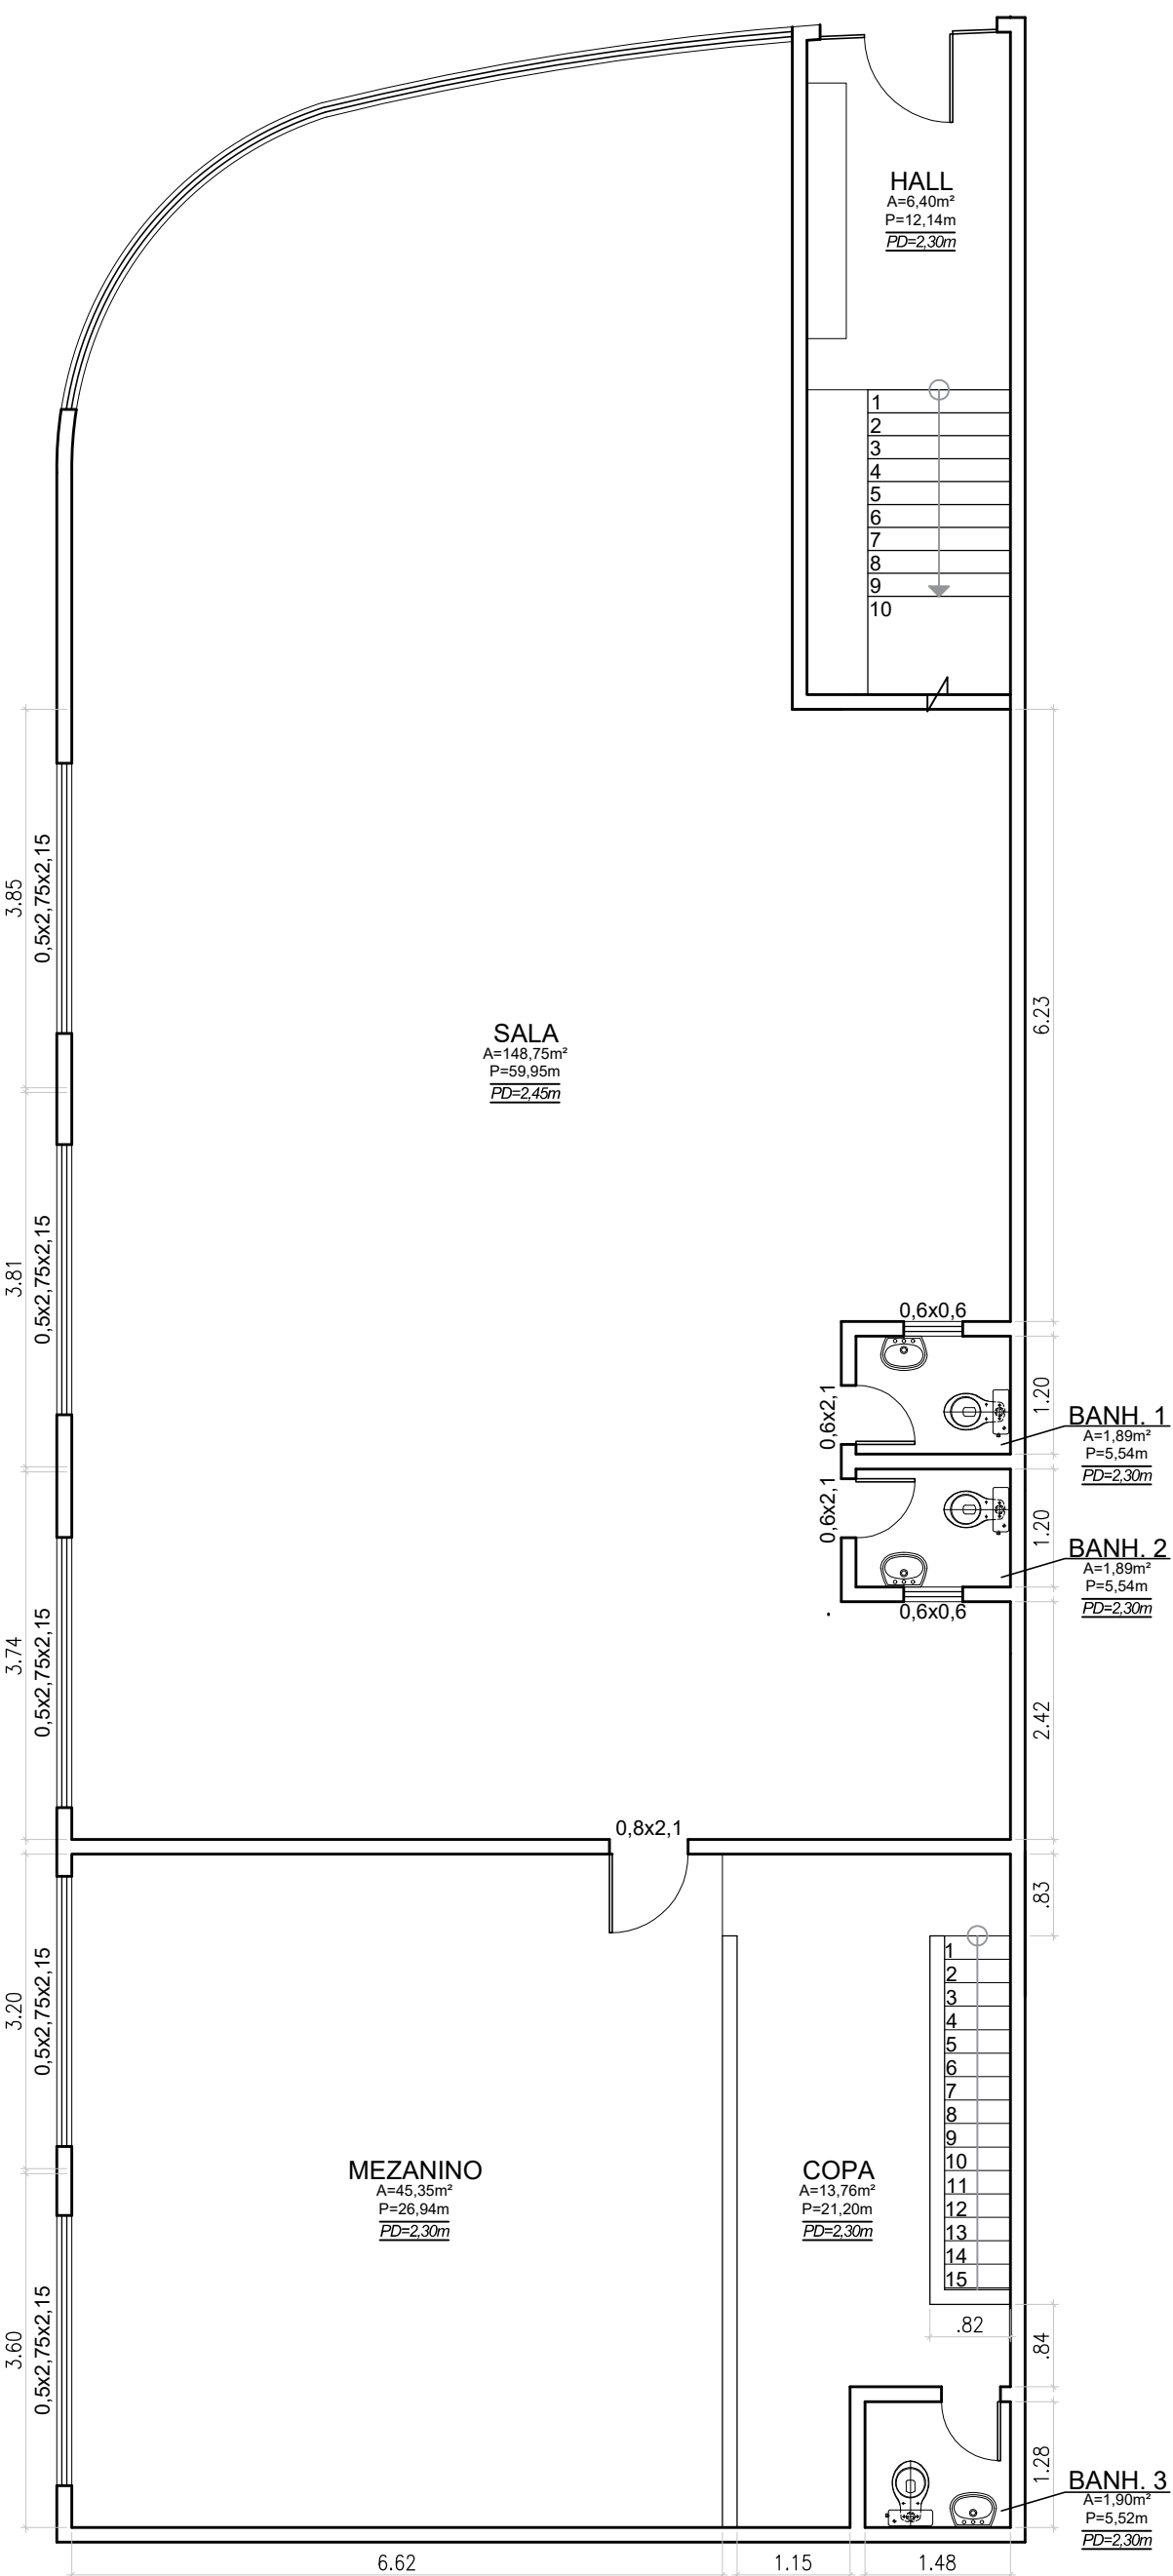 HALL
A=6,40m²
P=12,14m
PD=2,30m
1
2
3
4
5
6
7
8
9
10
3.85
0,5x2,75x2,15
6.23
SALA
A=148,75m²
P=59,95m
PD=2,45m
3.81
0,5x2,75x2,15
0,6x0,6
0,6x2,1
1.20
BANH. 1
A=1,89m²
P=5,54m
PD=2,30m
0,6x2,1
1.20
BANH. 2
A=1,89m²
P=5,54m
PD=2,30m
0,6x0,6
3.74
0,5x2,75x2,15
2.42
0,8x2,1
.83
3.20
0,5x2,75x2,15
1
2
3
4
5
6
7
8
9
10
11
12
13
14
15
MEZANINO
A=45,35m²
P=26,94m
PD=2,30m
COPA
A=13,76m²
P=21,20m
PD=2,30m
3.60
0,5x2,75x2,15
.82
.84
1.28
BANH. 3
A=1,90m²
P=5,52m
PD=2,30m
6.62
1.15
1.48